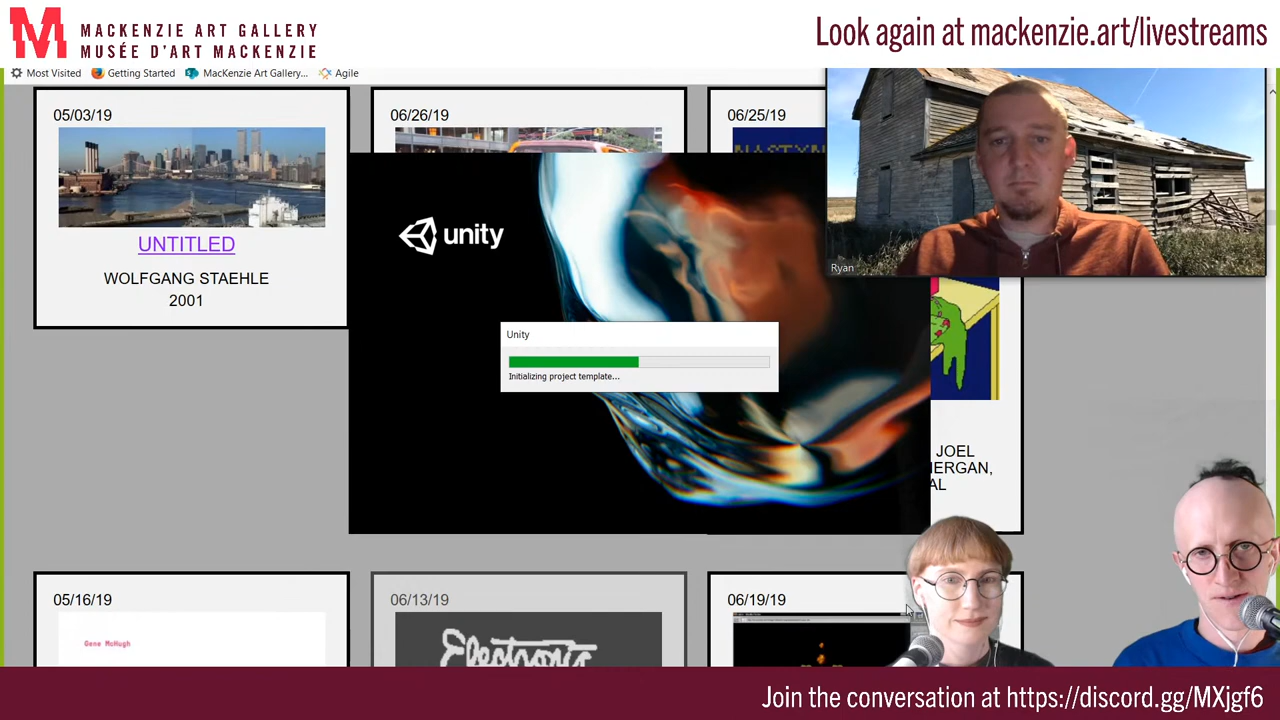 MACKENZIE ART GALLERY
MUSÉE D'ART MACKENZIE
Look again at mackenzie.art/livestreams
Most Visited
Getting Started
MacKenzie Art Gallery...
Agile
05/03/19
06/26/19
06/25/19
UNTITLED
WOLFGANG STAEHLE
2001
unity
Ryan
Unity
Initializing project template...
JOEL
05/16/19
06/13/19
06/19/19
Gene McHugh
Electronic
Join the conversation at https://discord.gg/MXjgf6